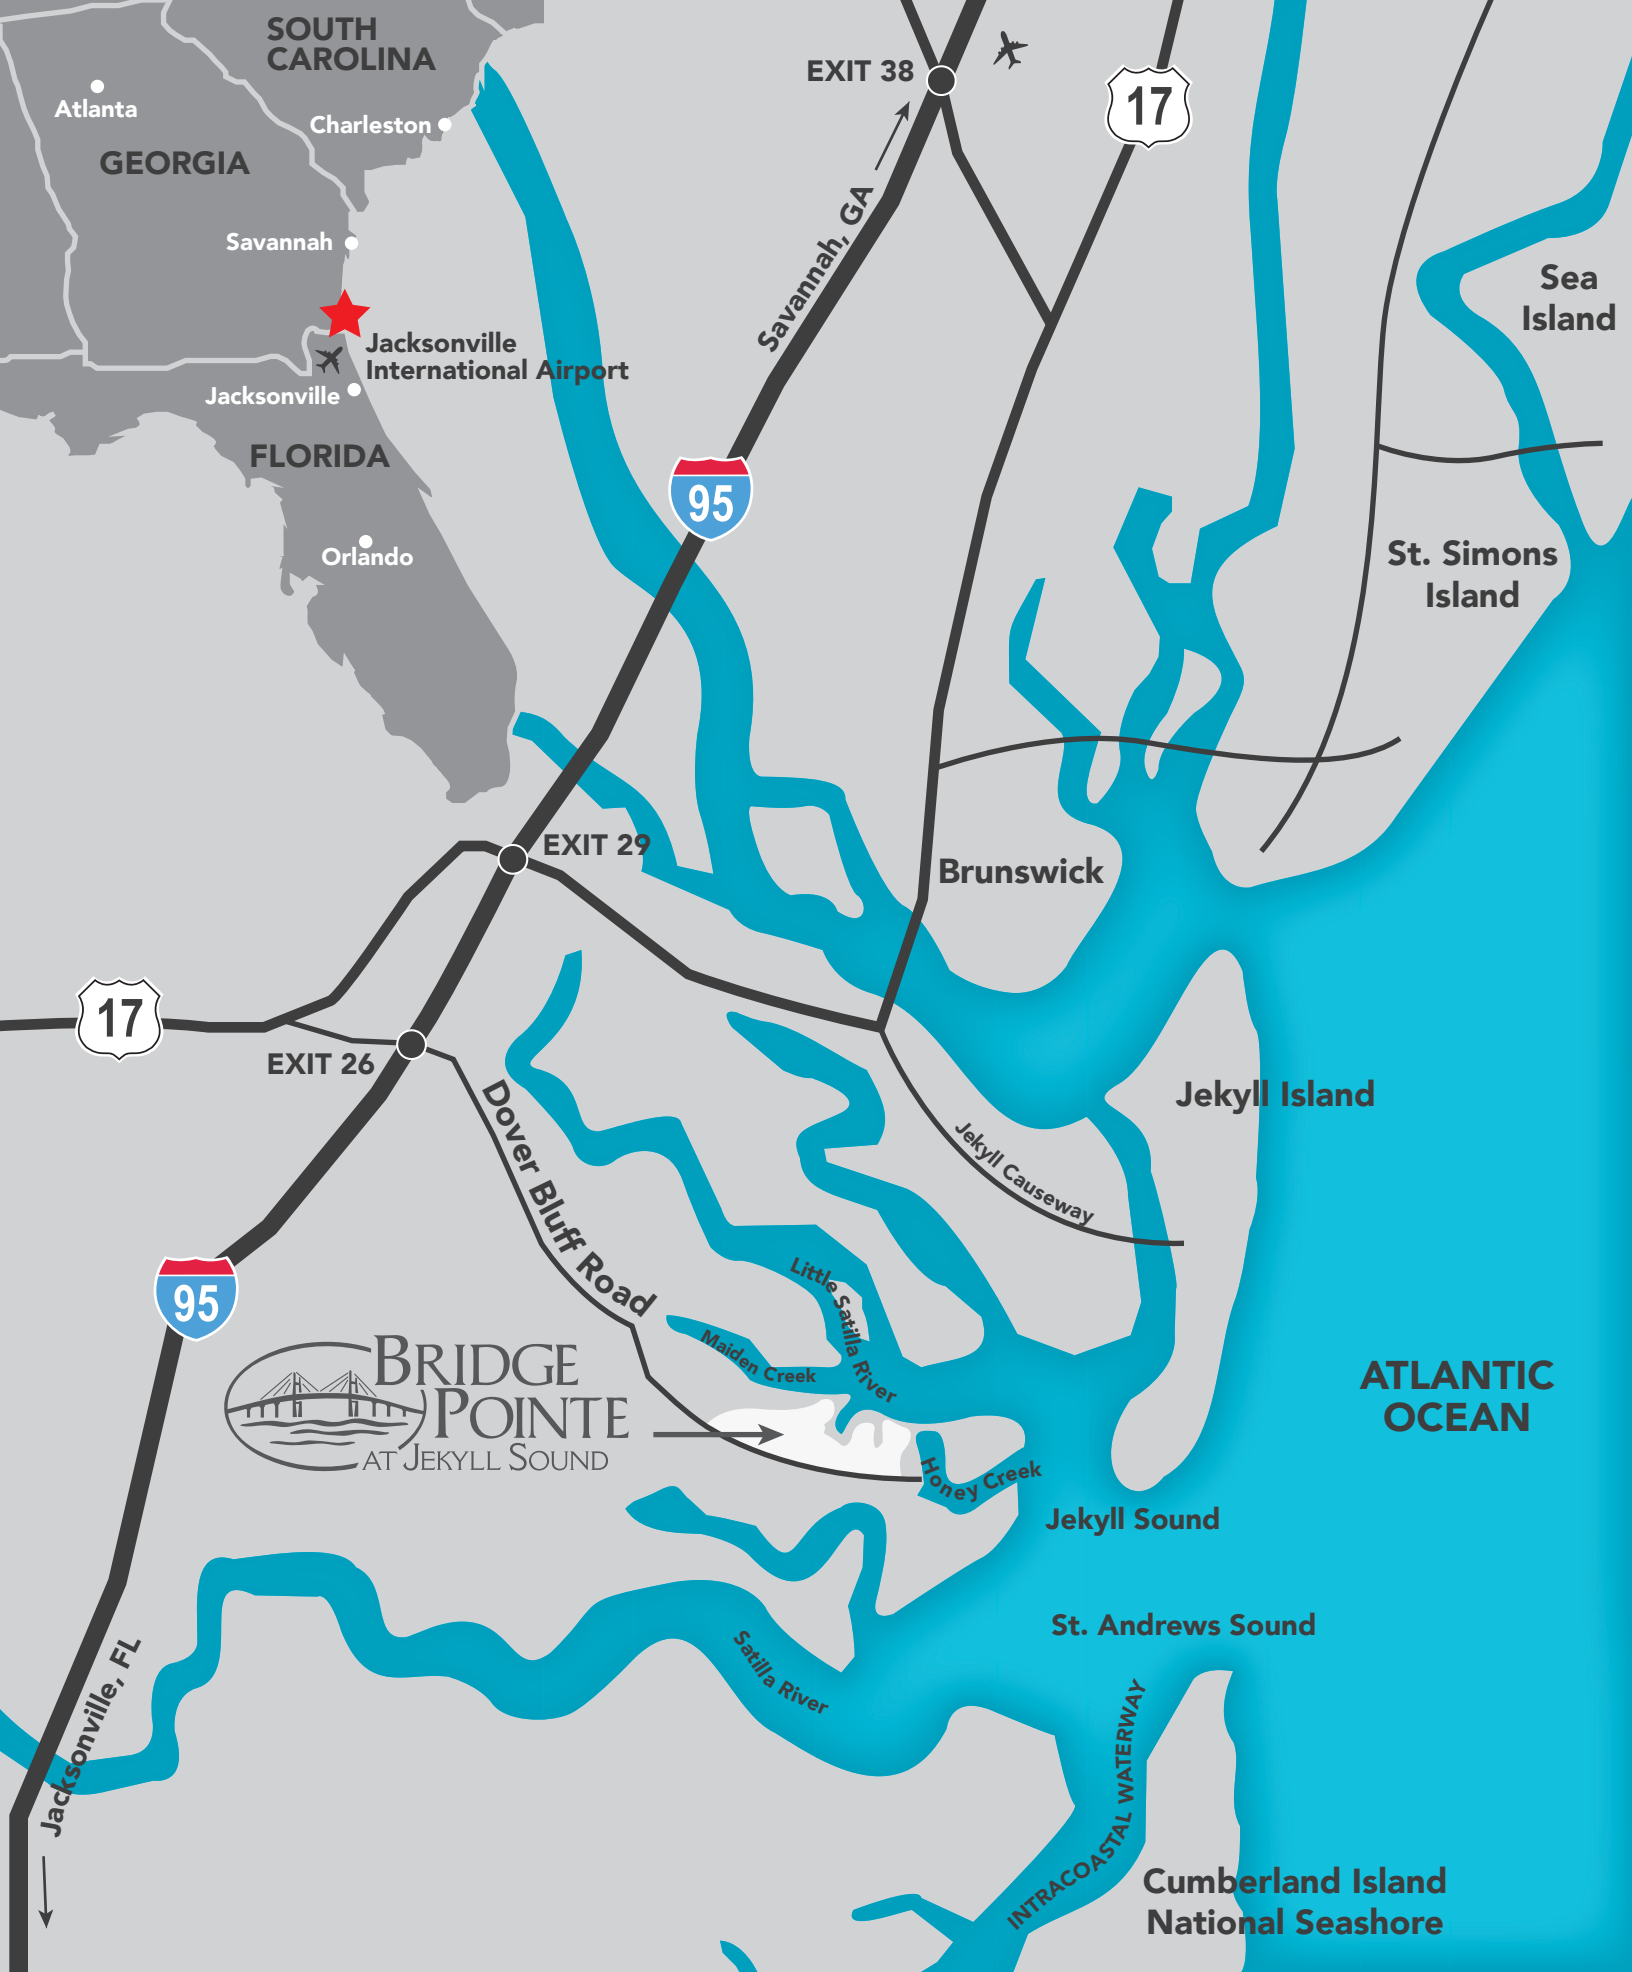 SOUTH
CAROLINA
Atlanta
Charleston
GEORGIA
Savannah
Jacksonville
International Airport
Jacksonville
FLORIDA
Orlando
EXIT 38
17
Savannah, GA
Sea
Island
95
St. Simons
Island
EXIT 29
Brunswick
17
EXIT 26
Dover Bluff Road
Jekyll Island
Jekyll Causeway
95
Little Satilla River
Maiden Creek
BRIDGE
POINTE
AT JEKYLL SOUND
ATLANTIC
OCEAN
Honey Creek
Jekyll Sound
St. Andrews Sound
Satilla River
Jacksonville, FL
INTRACOASTAL WATERWAY
Cumberland Island
National Seashore